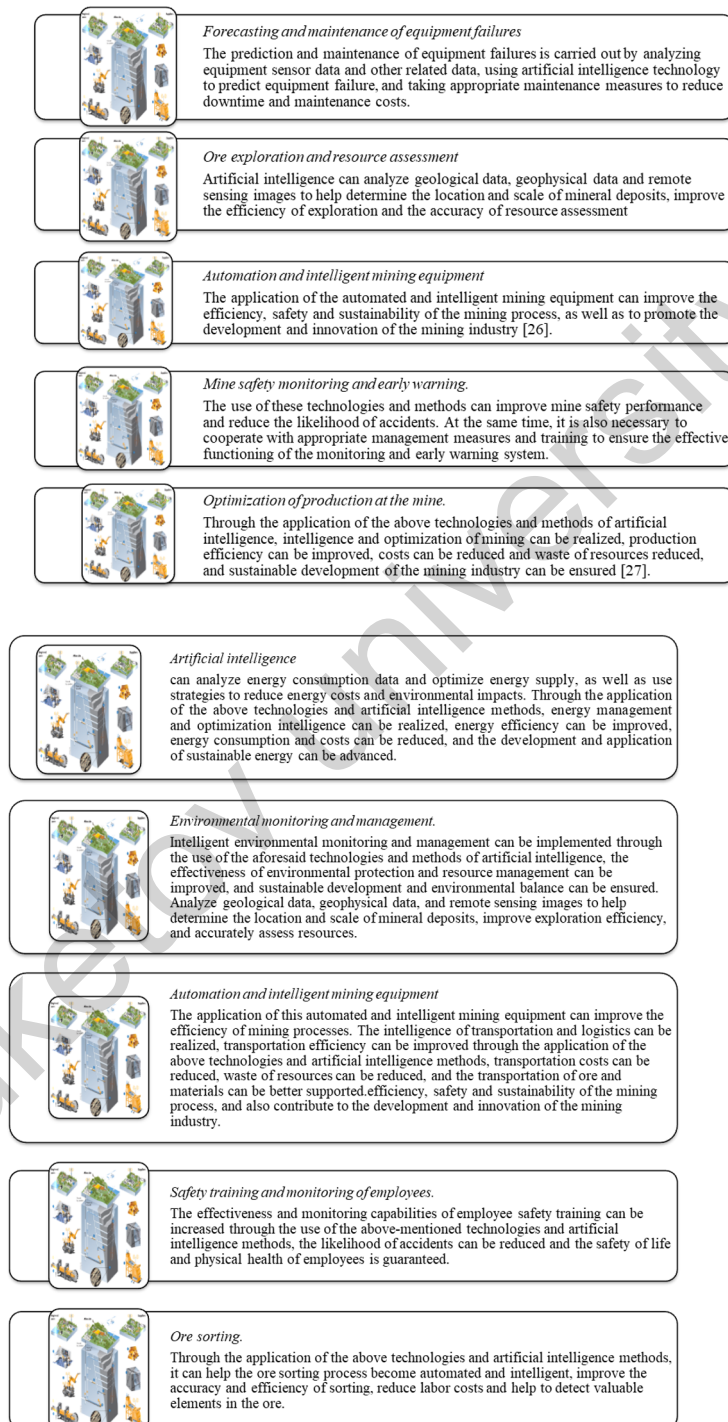 Forecasting and maintenance of equipment failures
The prediction and maintenance of equipment failures is carried out by analyzing
equipment sensor data and other related data, using artificial intelligence technology
to predict equipment failure, and taking appropriate maintenance measures to reduce
downtime and maintenance costs.
Ore exploration and resource assessment
Artificial intelligence can analyze geological data, geophysical data and remote
sensing images to help determine the location and scale of mineral deposits, improve
the efficiency of exploration and the accuracy of resource assessment
Automation and intelligent mining equipment
The application of the automated and intelligent mining equipment can improve the
efficiency, safety and sustainability of the mining process, as well as to promote the
development and innovation of the mining industry [26].
Mine safety monitoring and early warning.
The use of these technologies and methods can improve mine safety performance
and reduce the likelihood of accidents. At the same time, it is also necessary to
cooperate with appropriate management measures and training to ensure the effective
functioning of the monitoring and early warning system.
Optimization of production at the mine.
Through the application of the above technologies and methods of artificial
intelligence, intelligence and optimization of mining can be realized, production
efficiency can be improved, costs can be reduced and waste of resources reduced,
and sustainable development of the mining industry can be ensured [27].
Artificial intelligence
can analyze energy consumption data and optimize energy supply, as well as use
strategies to reduce energy costs and environmental impacts. Through the application
of the above technologies and artificial intelligence methods, energy management
and optimization intelligence can be realized, energy efficiency can be improved,
energy consumption and costs can be reduced, and the development and application
of sustainable energy can be advanced.
Environmental monitoring and management.
Intelligent environmental monitoring and management can be implemented through
the use of the aforesaid technologies and methods of artificial intelligence, the
effectiveness of environmental protection and resource management can be
improved, and sustainable development and environmental balance can be ensured.
Analyze geological data, geophysical data, and remote sensing images to help
determine the location and scale of mineral deposits, improve exploration efficiency,
and accurately assess resources.
Automation and intelligent mining equipment
The application of this automated and intelligent mining equipment can improve the
efficiency of mining processes. The intelligence of transportation and logistics can be
realized, transportation efficiency can be improved through the application of the
above technologies and artificial intelligence methods, transportation costs can be
reduced, waste of resources can be reduced, and the transportation of ore and
materials can be better supported.efficiency, safety and sustainability of the mining
process, and also contribute to the development and innovation of the mining
industry.
Safety training and monitoring of employees.
The effectiveness and monitoring capabilities of employee safety training can be
increased through the use of the above-mentioned technologies and artificial
intelligence methods, the likelihood of accidents can be reduced and the safety of life
and physical health of employees is guaranteed.
Ore sorting.
Through the application of the above technologies and artificial intelligence methods,
it can help the ore sorting process become automated and intelligent, improve the
accuracy and efficiency of sorting, reduce labor costs and help to detect valuable
elements in the ore.
ketov university